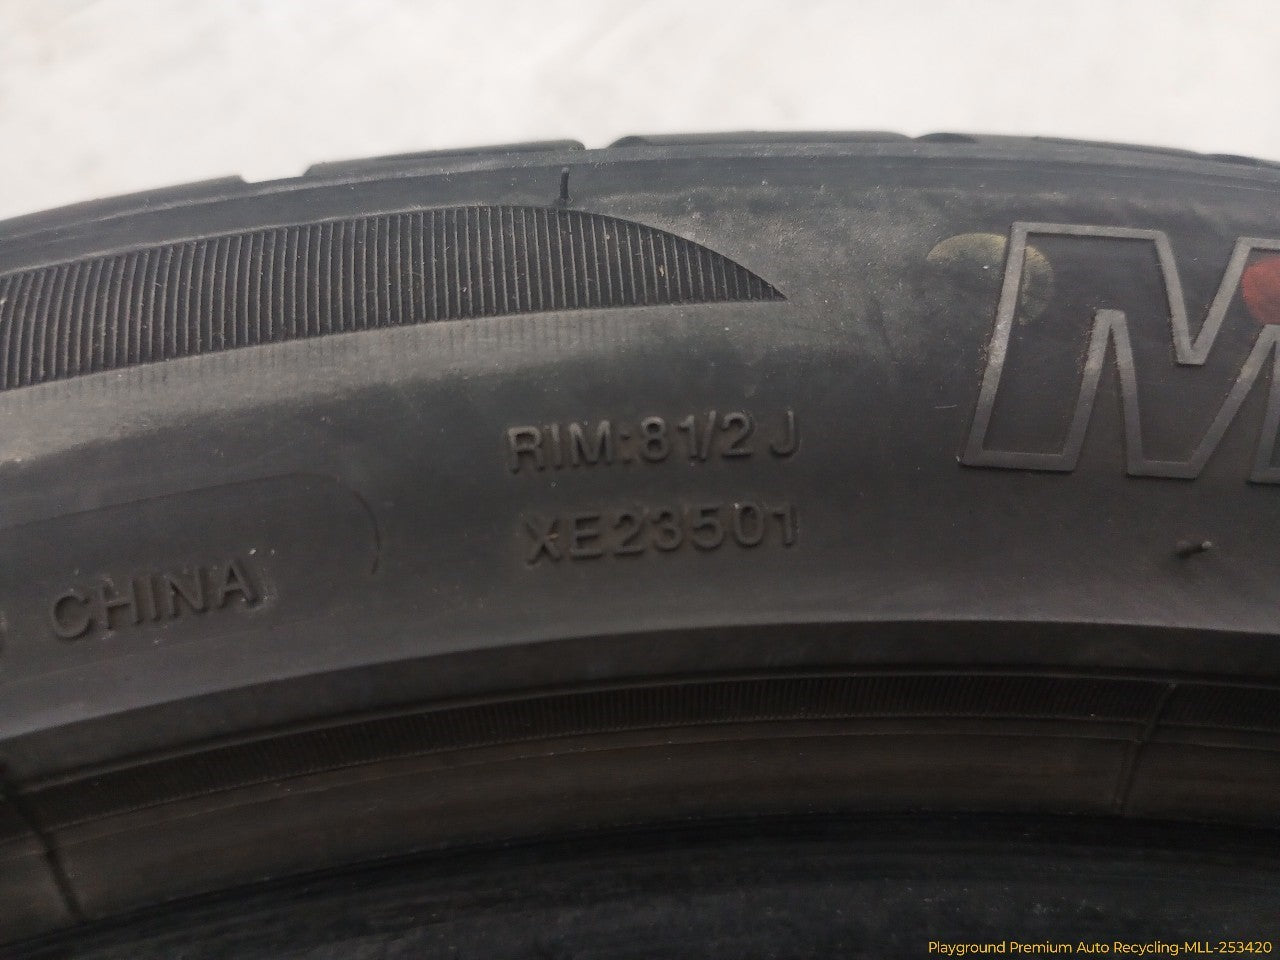 M
RIM:81/2 J
XE23501
CHINA
Playground Premium Auto Recycling-MLL-253420